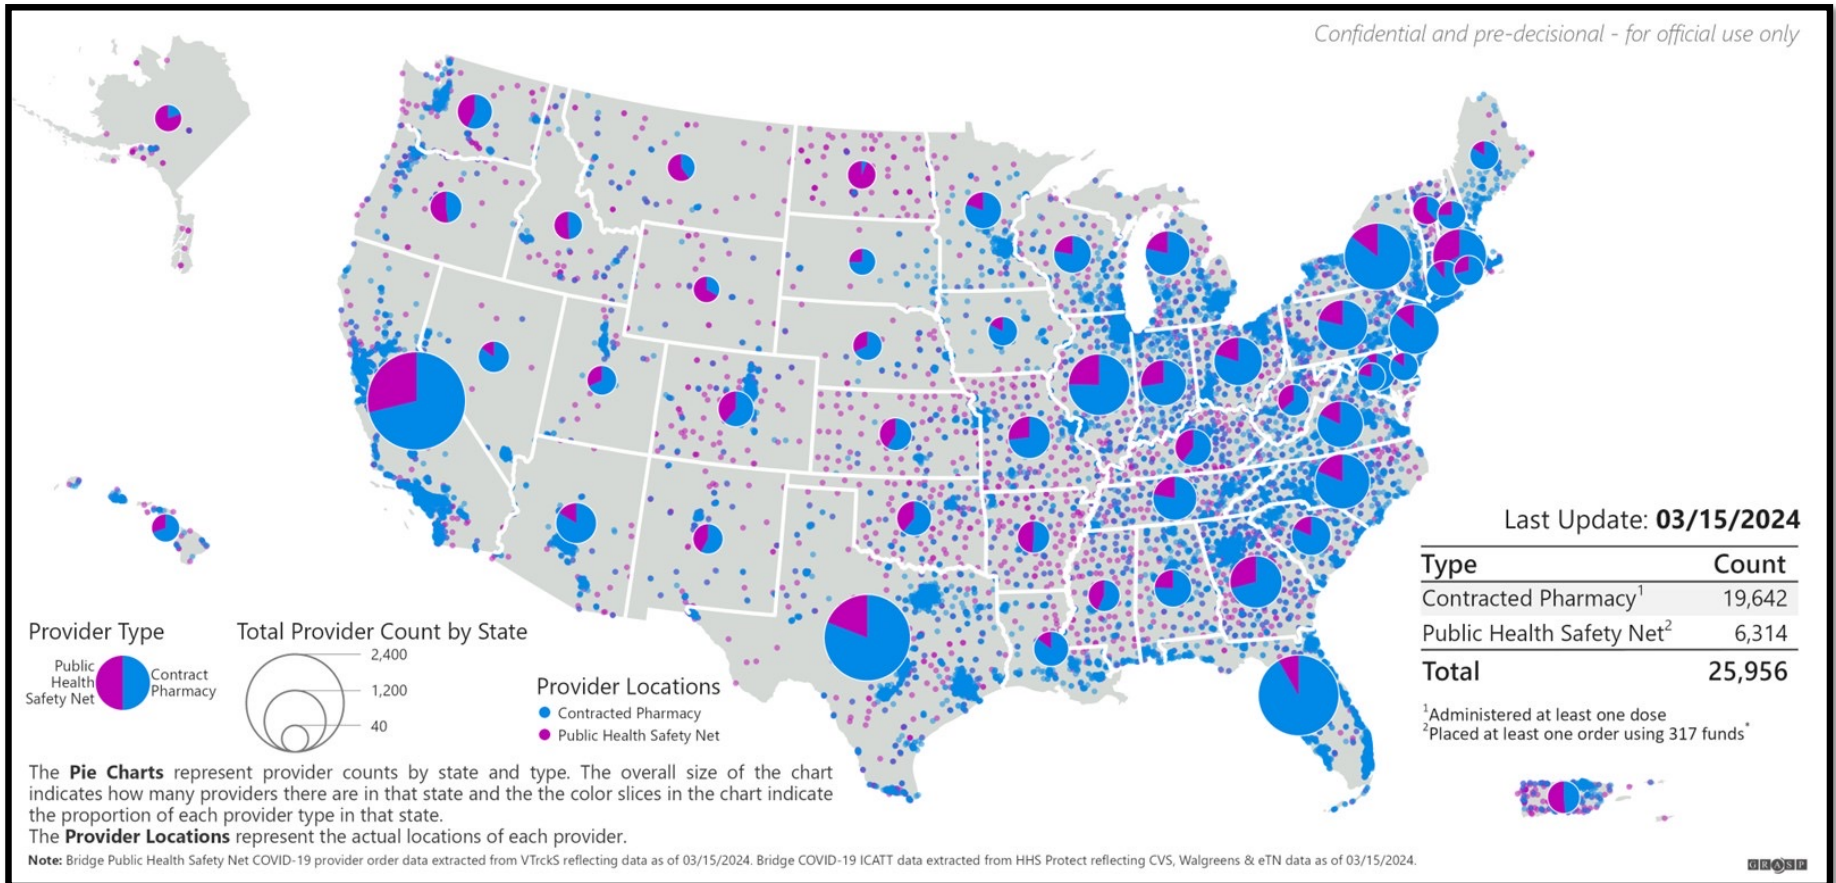 Confidential and pre-decisional - for official use only
Last Update: 03/15/2024
Type Count
Contracted Pharmacy1 19,642
Public Health Safety Net2 6,314
Total 25,956
1Administered at least one dose
2Placed at least one order using 317 funds*
Provider Type
Public
Health
Safety Net
Contract
Pharmacy
Total Provider Count by State
2,400
1,200
40
Provider Locations
Contracted Pharmacy
Public Health Safety Net
The Pie Charts represent provider counts by state and type. The overall size of the chart
indicates how many providers there are in that state and the the color slices in the chart indicate
the proportion of each provider type in that state.
The Provider Locations represent the actual locations of each provider.
Note: Bridge Public Health Safety Net COVID-19 provider order data extracted from VTrckS reflecting data as of 03/15/2024. Bridge COVID-19 ICATT data extracted from HHS Protect reflecting CVS, Walgreens & eTN data as of 03/15/2024.
GRASP